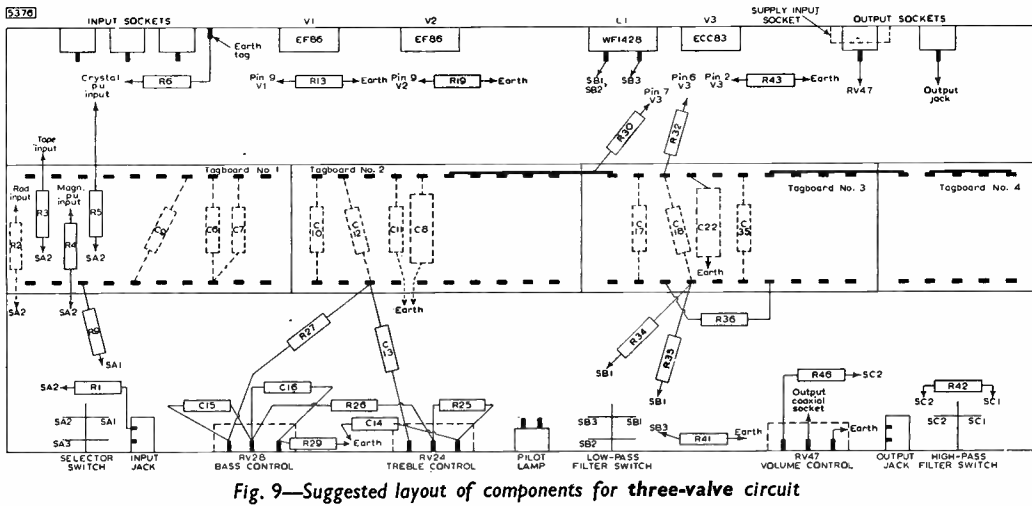 5376
INPUT SOCKETS
V1
V2
L1
V3
SUPPLY INPUT
SOCKET
OUTPUT SOCKETS
EF86
EF86
WF1428
ECC83
Earth
tag
Crystal
pu
input
R6
Pin 9
V1
R13
Earth
Pin 9
V2
R19
Earth
SB1,
SB2
SB3
Pin 7
V3
Pin 6
V3
Pin 2
V3
R43
Earth
RV47
Output
jack
R30
R32
Tape
input
Tagboard No. 1
Tagboard No. 2
Tagboard No. 3
Tagboard No. 4
Rad
input
Magn.
pu
input
R2
R3
R4
R5
SA2
SA2
C6
C7
C10
C12
C11
C8
C17
C18
C22
C35
Earth
SA2
SA2
Earth
R9
SA1
R27
C13
R34
SB1
R35
SB1
R36
SA2
R1
C15
C16
R26
C14
R25
R29
Earth
R46
SC2
Output
coaxial
socket
Earth
SC2
R42
SC1
SA2
SA1
SA3
SB3
SB1
SB2
SB3
R41
Earth
SC2
SC1
SELECTOR
SWITCH
INPUT
JACK
RV28
BASS CONTROL
RV24
TREBLE CONTROL
PILOT
LAMP
LOW-PASS
FILTER SWITCH
RV47
VOLUME CONTROL
OUTPUT
JACK
HIGH-PASS
FILTER SWITCH
Fig. 9—Suggested layout of components for three-valve circuit